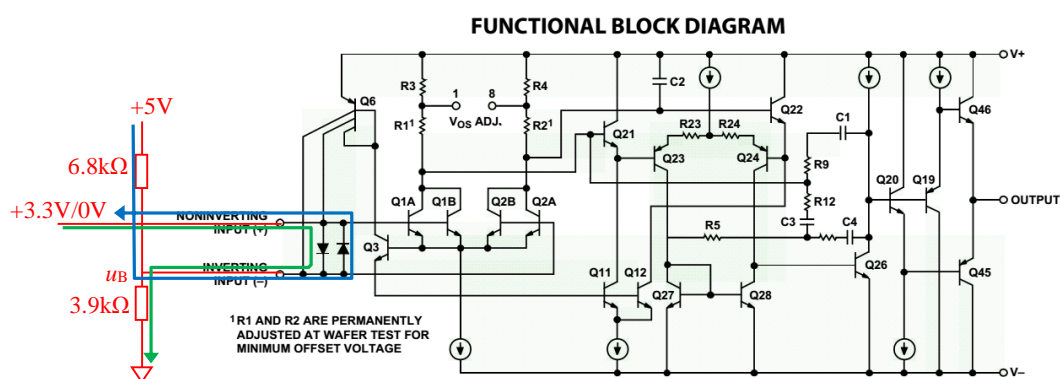 FUNCTIONAL BLOCK DIAGRAM
V+
Q6
R3
R4
C2
1
8
VOS ADJ.
R1¹
R2¹
Q21
Q22
Q46
+5V
R23
R24
C1
6.8kΩ
Q23
Q24
R9
Q20
Q19
+3.3V/0V
NONINVERTING
INPUT (+)
Q1A
Q1B
Q2B
Q2A
R12
OUTPUT
C3
C4
R5
Q3
uB
INVERTING
INPUT (–)
Q11
Q12
Q26
Q45
3.9kΩ
Q27
Q28
¹R1 AND R2 ARE PERMANENTLY
ADJUSTED AT WAFER TEST FOR
MINIMUM OFFSET VOLTAGE
V–